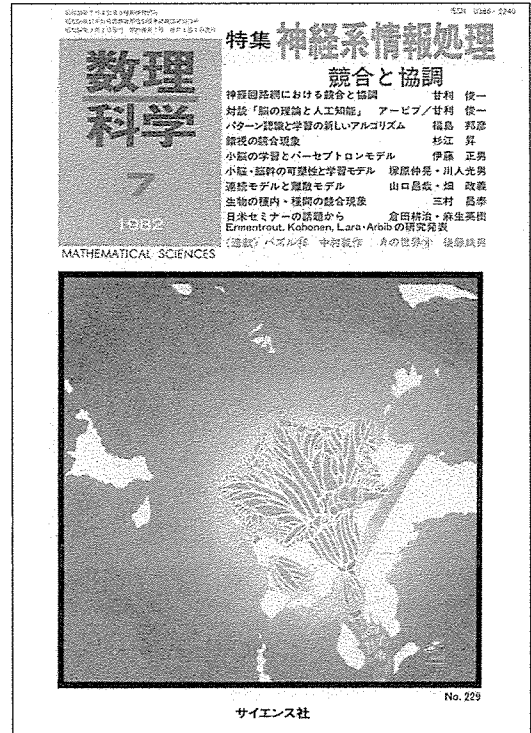 ISSN 0386-2240
数理
科学
7
1982
MATHEMATICAL SCIENCES
特集 神経系情報処理
競合と協調
神経回路網における競合と協調 甘利 俊一
対談「脳の理論と人工知能」 アービブ/甘利 俊一
パターン認識と学習の新しいアルゴリズム 福島 邦彦
錯視の競合現象 杉江 昇
小脳の学習とパーセプトロンモデル 伊藤 正男
小脳・脳幹の可塑性と学習モデル 塚原仲晃・川人光男
連続モデルと離散モデル 山口昌哉・畑 政義
生物の種内・種間の競合現象 三村 昌泰
日米セミナーの話題から 倉田耕治・麻生英樹
Ermentrout, Kohonen, Lara・Arbib の研究発表
No. 229
サイエンス社